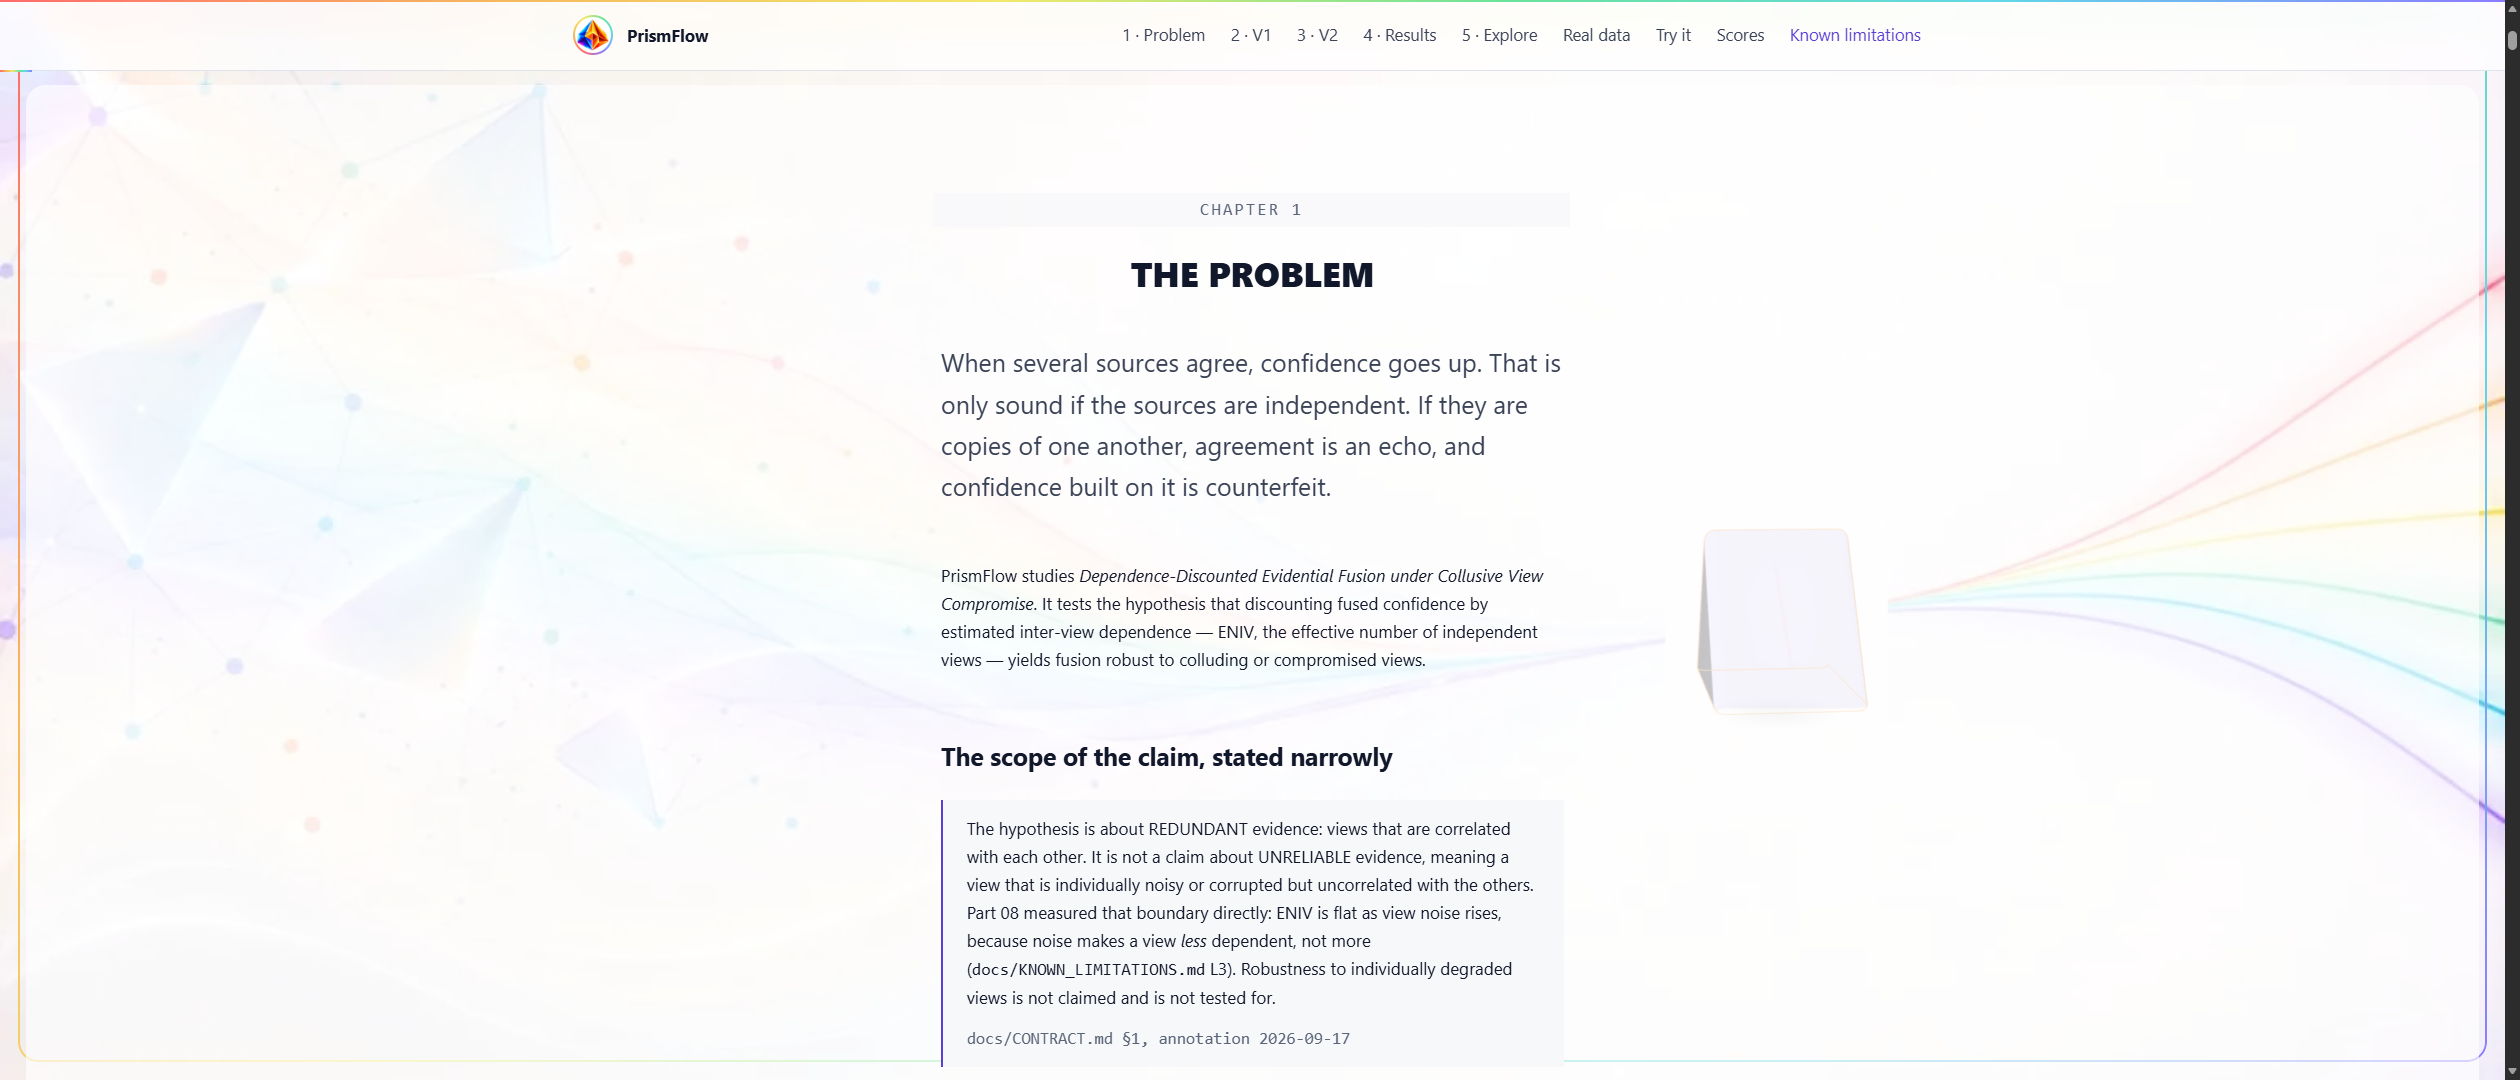 PrismFlow
1 · Problem
2 · V1
3 · V2
4 · Results
5 · Explore
Real data
Try it
Scores
Known limitations
CHAPTER 1
THE PROBLEM
When several sources agree, confidence goes up. That is
only sound if the sources are independent. If they are
copies of one another, agreement is an echo, and
confidence built on it is counterfeit.
PrismFlow studies Dependence-Discounted Evidential Fusion under Collusive View
Compromise. It tests the hypothesis that discounting fused confidence by
estimated inter-view dependence — ENIV, the effective number of independent
views — yields fusion robust to colluding or compromised views.
The scope of the claim, stated narrowly
The hypothesis is about REDUNDANT evidence: views that are correlated
with each other. It is not a claim about UNRELIABLE evidence, meaning a
view that is individually noisy or corrupted but uncorrelated with the others.
Part 08 measured that boundary directly: ENIV is flat as view noise rises,
because noise makes a view less dependent, not more
(docs/KNOWN_LIMITATIONS.md L3). Robustness to individually degraded
views is not claimed and is not tested for.
docs/CONTRACT.md §1, annotation 2026-09-17